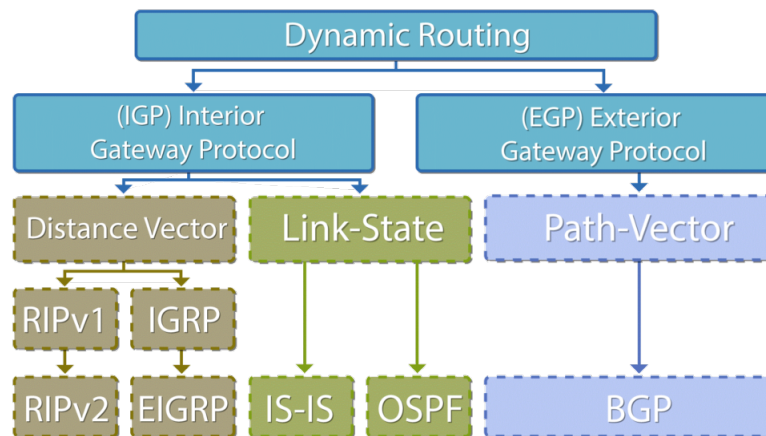 Dynamic Routing
(IGP) Interior
Gateway Protocol
(EGP) Exterior
Gateway Protocol
Distance Vector
Link-State
Path-Vector
RIPv1
IGRP
RIPv2
EIGRP
IS-IS
OSPF
BGP